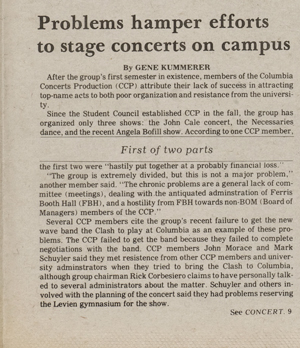 Problems hamper efforts
to stage concerts on campus
By GENE KUMMERER
After the group's first semester in existence, members of the Columbia
Concerts Production (CCP) attribute their lack of success in attracting
top-name acts to both poor organization and resistance from the universi-
ty.
Since the Student Council established CCP in the fall, the group has
organized only three shows: the John Cale concert, the Necessaries
dance, and the recent Angela Bofill show. According to one CCP member,
First of two parts
the first two were "hastily put together at a probably financial loss."
"The group is extremely divided, but this is not a major problem,"
another member said. "The chronic problems are a general lack of com-
mittee (meetings), dealing with the antiquated adminstration of Ferris
Booth Hall (FBH), and a hostility from FBH towards non-BOM (Board of
Managers) members of the CCP."
Several CCP members cite the group's recent failure to get the new
wave band the Clash to play at Columbia as an example of these pro-
blems. The CCP failed to get the band because they failed to complete
negotiations with the band. CCP members John Morace and Mark
Schuyler said they met resistance from other CCP members and univer-
sity adminstrators when they tried to bring the Clash to Columbia,
although group chairman Rick Corbesiero claims to have personally talk-
ed to several administrators about the matter. Schuyler and others in-
volved with the planning of the concert said they had problems reserving
the Levien gymnasium for the show.
See CONCERT, 9